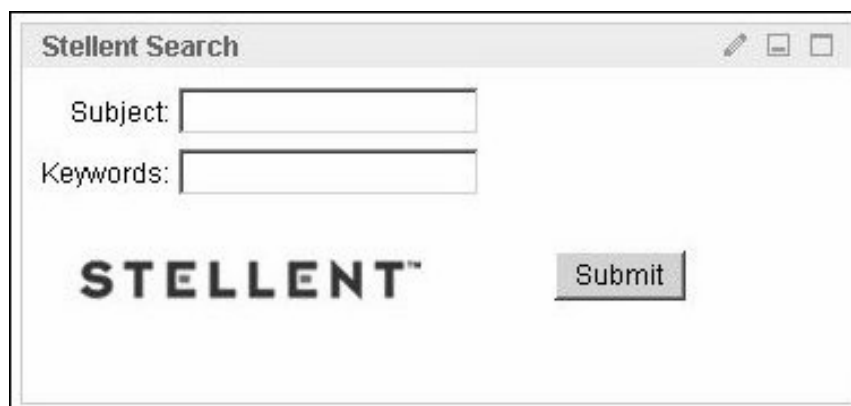 Stellent Search
Subject:
Keywords:
STELLENT™
Submit